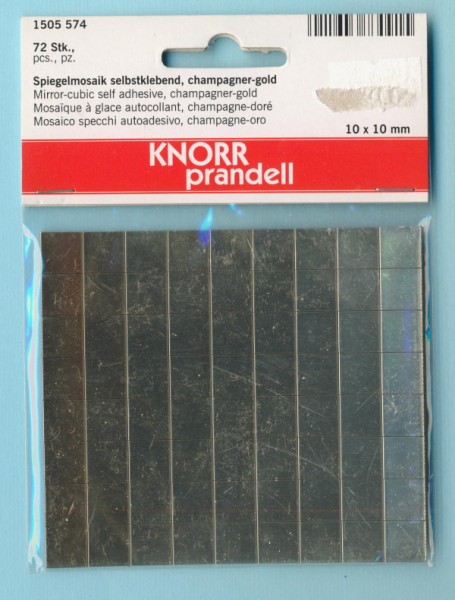 1505 574
72 Stk.,
pcs., pz.
Spiegelmosaik selbstklebend, champagner-gold
Mirror-cubic self adhesive, champagner-gold
Mosaïque à glace autocollant, champagne-doré
Mosaico specchi autoadesivo, champagne-oro
10 x 10 mm
KNORR
prandell